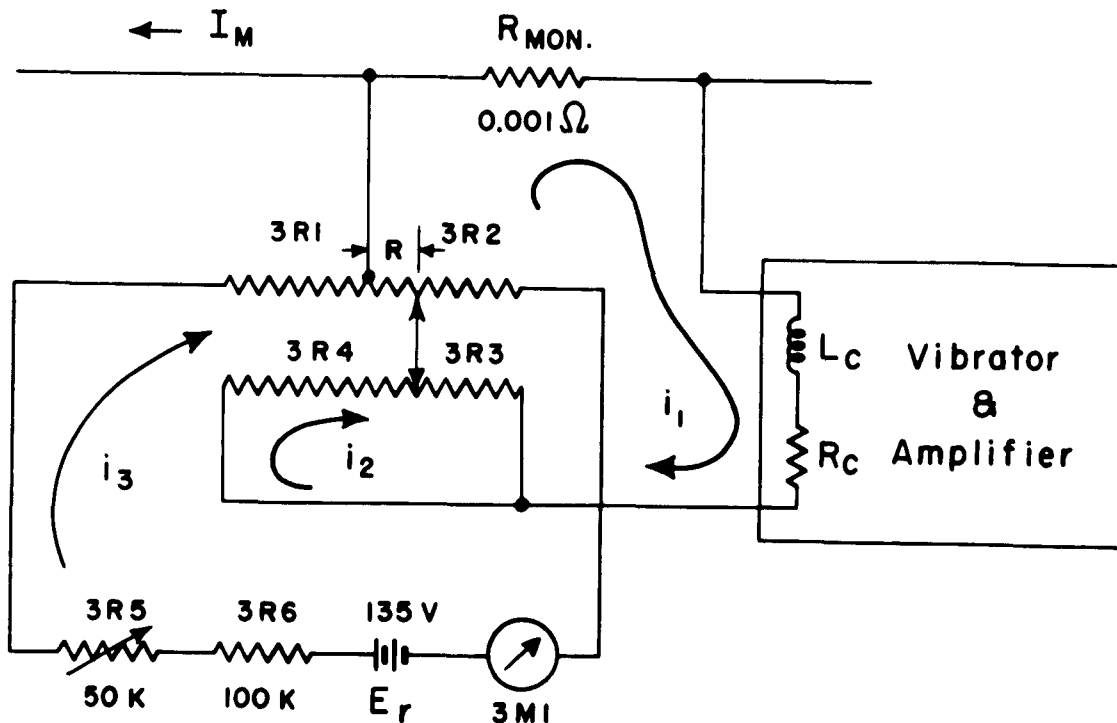 I_M
R_MON.
0.001Ω
3R1
R
3R2
3R4
3R3
i_1
i_2
i_3
L_C
R_C
Vibrator
&
Amplifier
3R5
3R6
135V
50K
100K
E_r
3M1